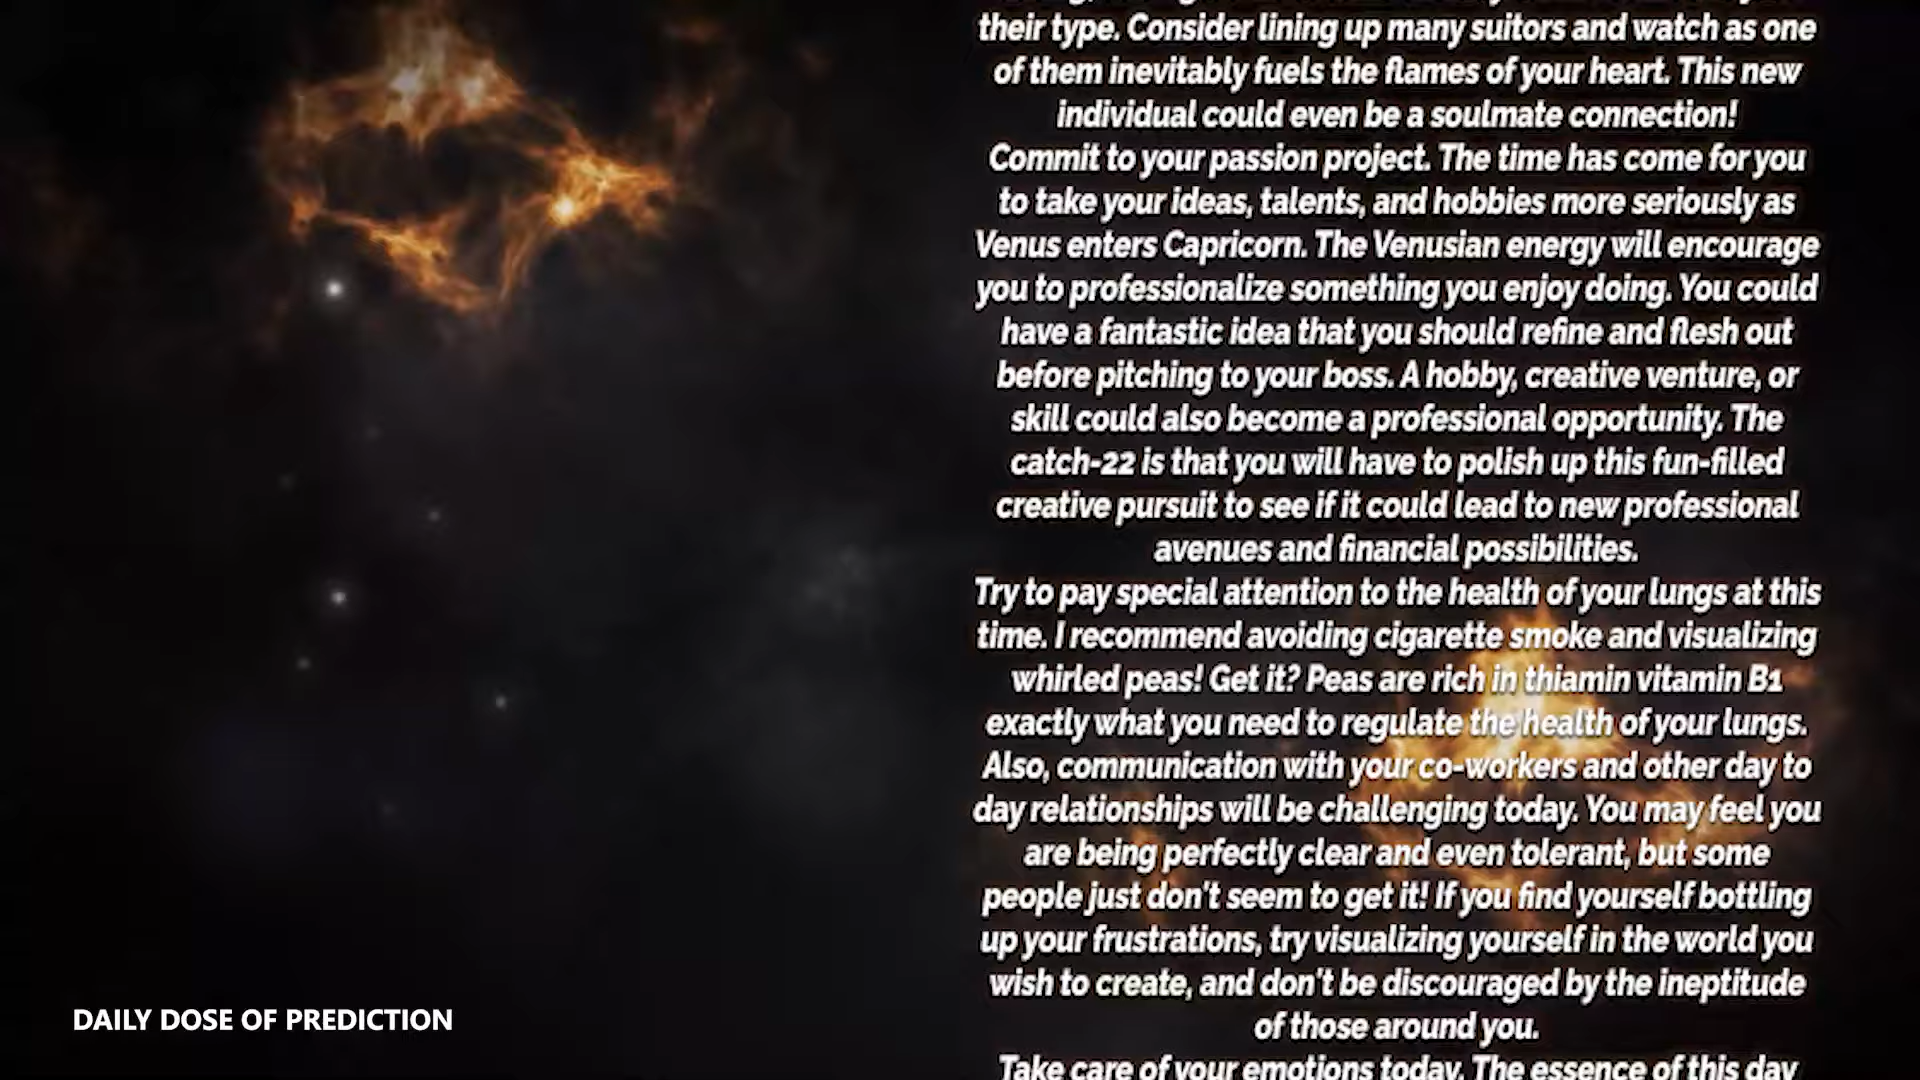 their type. Consider lining up many suitors and watch as one
of them inevitably fuels the flames of your heart. This new
individual could even be a soulmate connection!
Commit to your passion project. The time has come for you
to take your ideas, talents, and hobbies more seriously as
Venus enters Capricorn. The Venusian energy will encourage
you to professionalize something you enjoy doing. You could
have a fantastic idea that you should refine and flesh out
before pitching to your boss. A hobby, creative venture, or
skill could also become a professional opportunity. The
catch-22 is that you will have to polish up this fun-filled
creative pursuit to see if it could lead to new professional
avenues and financial possibilities.
Try to pay special attention to the health of your lungs at this
time. I recommend avoiding cigarette smoke and visualizing
whirled peas! Get it? Peas are rich in thiamin vitamin B1
exactly what you need to regulate the health of your lungs.
Also, communication with your co-workers and other day to
day relationships will be challenging today. You may feel you
are being perfectly clear and even tolerant, but some
people just don't seem to get it! If you find yourself bottling
up your frustrations, try visualizing yourself in the world you
wish to create, and don't be discouraged by the ineptitude
of those around you.
Take care of your emotions today. The essence of this day
DAILY DOSE OF PREDICTION